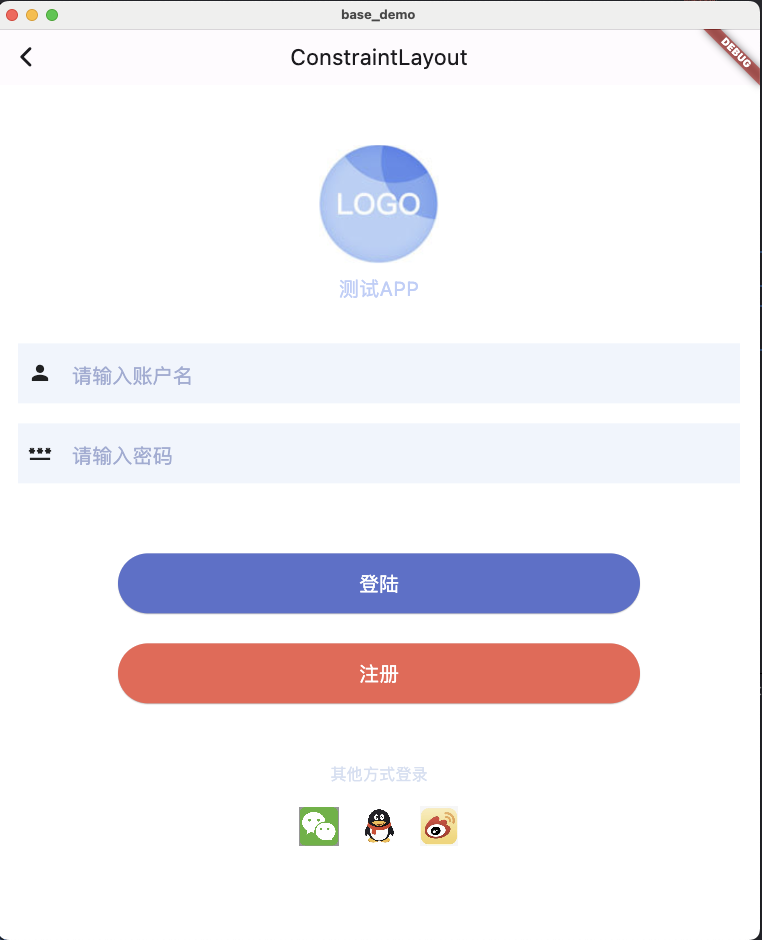 base_demo
ConstraintLayout
DEBUG
LOGO
测试APP
请输入账户名
请输入密码
登陆
注册
其他方式登录